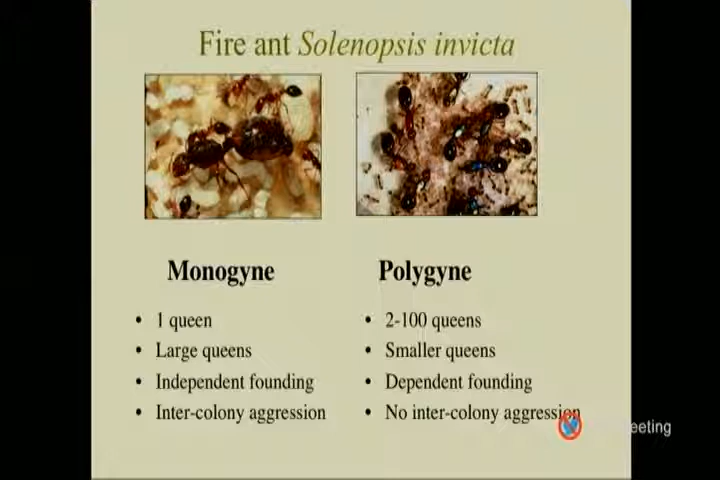 Fire ant Solenopsis invicta
Monogyne
Polygyne
• 1 queen
• Large queens
• Independent founding
• Inter-colony aggression
• 2-100 queens
• Smaller queens
• Dependent founding
• No inter-colony aggression